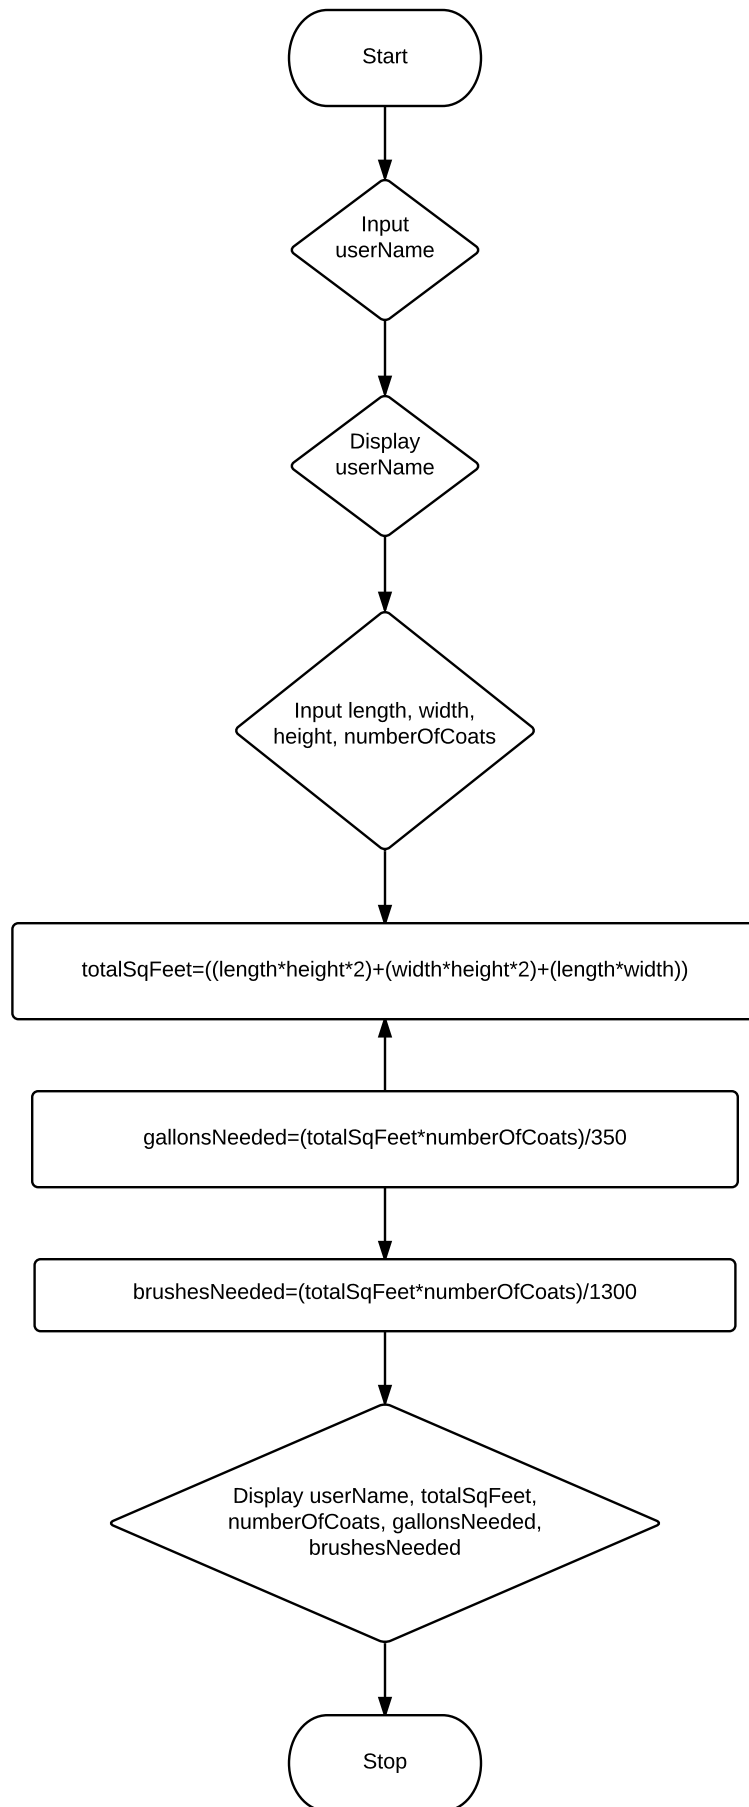 Start
Input
userName
Display
userName
Input length, width,
height, numberOfCoats
totalSqFeet=((length*height*2)+(width*height*2)+(length*width))
gallonsNeeded=(totalSqFeet*numberOfCoats)/350
brushesNeeded=(totalSqFeet*numberOfCoats)/1300
Display userName, totalSqFeet,
numberOfCoats, gallonsNeeded,
brushesNeeded
Stop